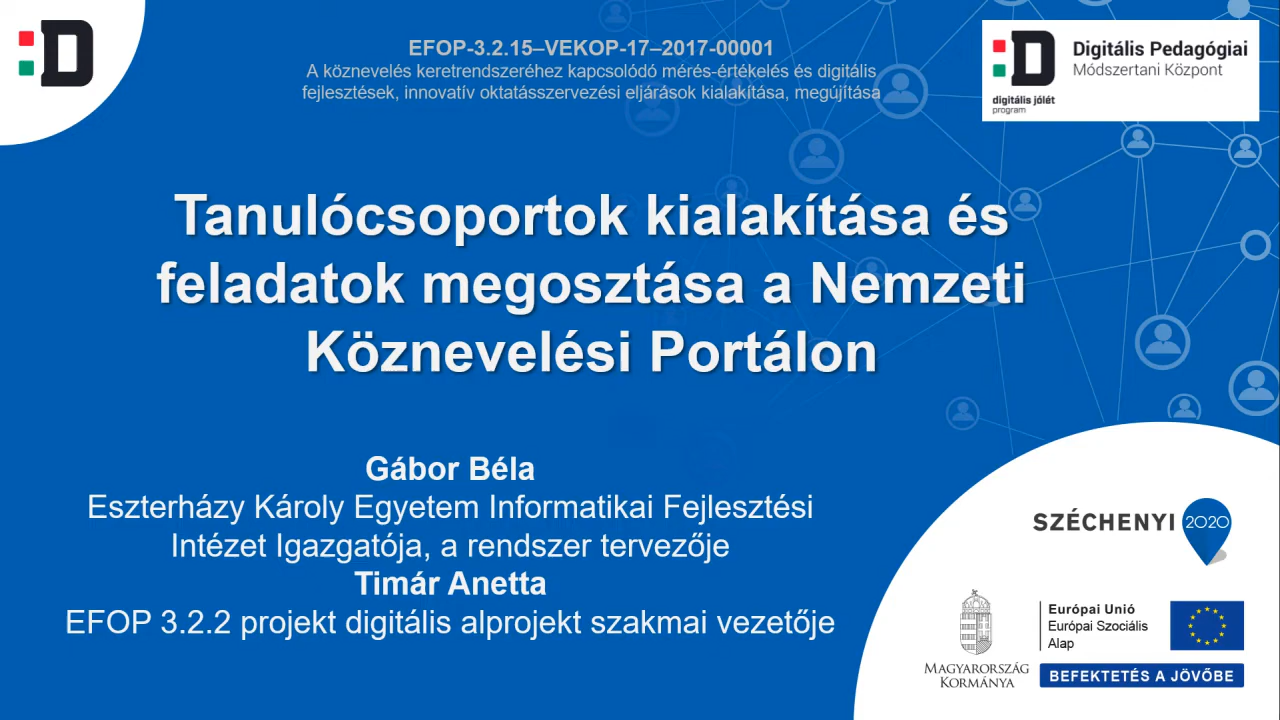 EFOP-3.2.15–VEKOP-17–2017-00001
A köznevelés keretrendszeréhez kapcsolódó mérés-értékelés és digitális
fejlesztések, innovatív oktatásszervezési eljárások kialakítása, megújítása
:D
:D
Digitális Pedagógiai
Módszertani Központ
digitális jólét
program
Tanulócsoportok kialakítása és
feladatok megosztása a Nemzeti
Köznevelési Portálon
Gábor Béla
Eszterházy Károly Egyetem Informatikai Fejlesztési
Intézet Igazgatója, a rendszer tervezője
Timár Anetta
EFOP 3.2.2 projekt digitális alprojekt szakmai vezetője
SZÉCHENYI 2020
Magyarország
Kormánya
Európai Unió
Európai Szociális
Alap
BEFEKTETÉS A JÖVŐBE